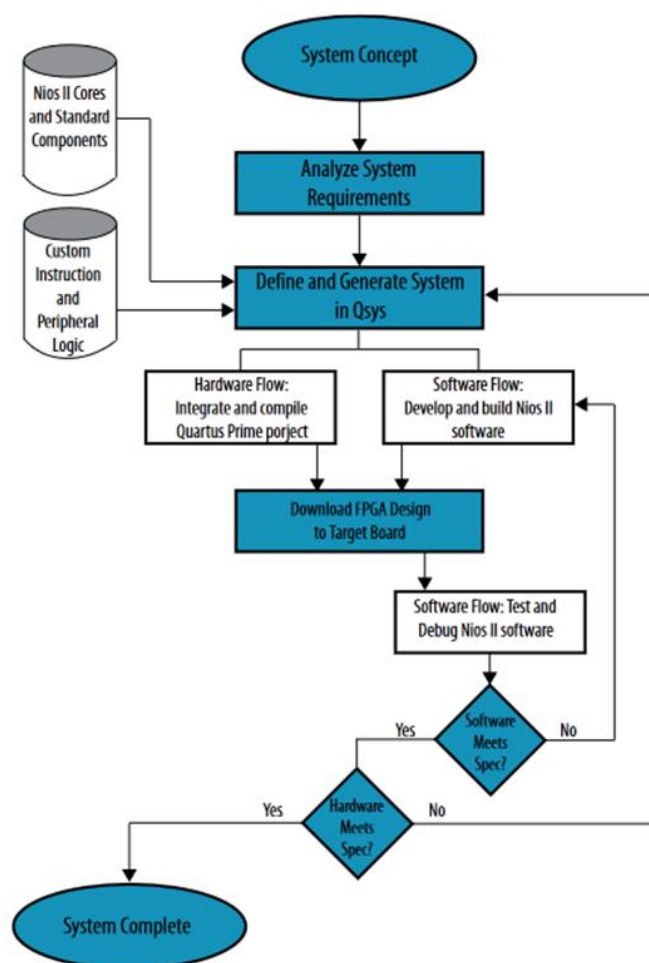 System Concept
Nios II Cores
and Standard
Components
Analyze System
Requirements
Custom
Instruction
and
Peripheral
Logic
Define and Generate System
in Qsys
Hardware Flow:
Integrate and compile
Quartus Prime porject
Software Flow:
Develop and build Nios II
software
Download FPGA Design
to Target Board
Software Flow: Test and
Debug Nios II software
Software
Meets
Spec?
Yes
No
Hardware
Meets
Spec?
Yes
No
System Complete